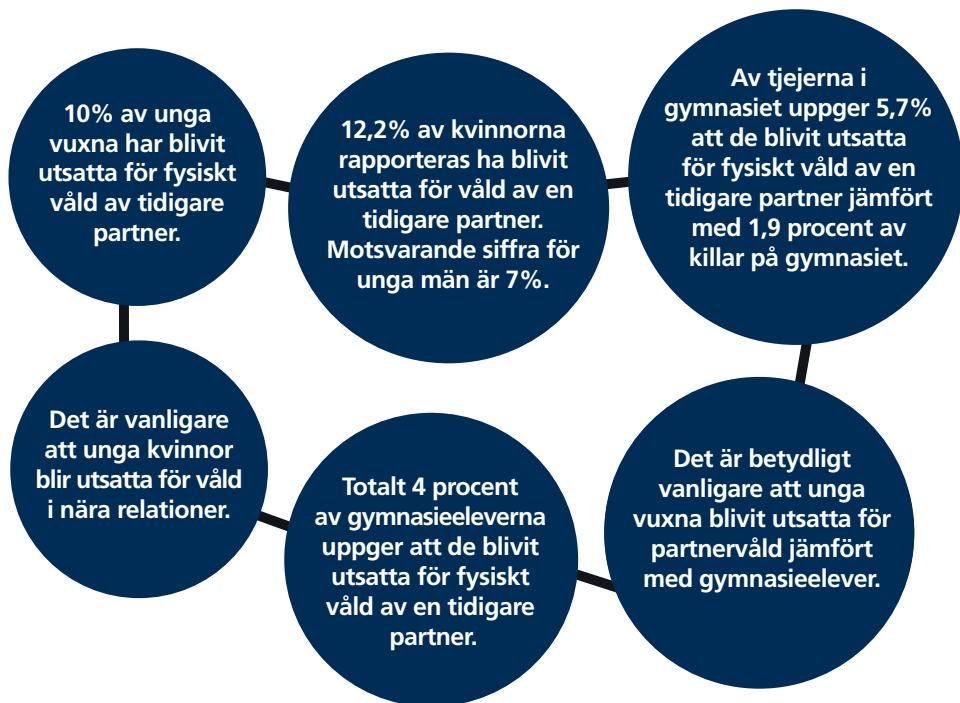 10% av unga
vuxna har blivit
utsatta för fysiskt
våld av tidigare
partner.
12,2% av kvinnorna
rapporteras ha blivit
utsatta för våld av en
tidigare partner.
Motsvarande siffra för
unga män är 7%.
Av tjejerna i
gymnasiet uppger 5,7%
att de blivit utsatta
för fysiskt våld av en
tidigare partner jämfört
med 1,9 procent av
killar på gymnasiet.
Det är vanligare
att unga kvinnor
blir utsatta för våld
i nära relationer.
Totalt 4 procent
av gymnasieeleverna
uppger att de blivit
utsatta för fysiskt
våld av en tidigare
partner.
Det är betydligt
vanligare att unga
vuxna blivit utsatta för
partnervåld jämfört
med gymnasieelever.